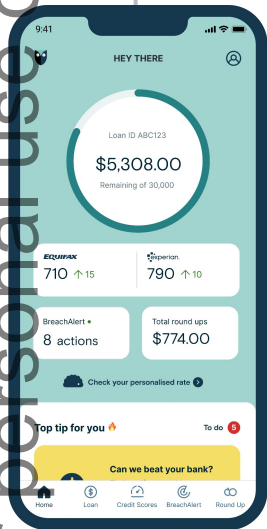 9:41
HEY THERE
Loan ID ABC123
$5,308.00
Remaining of 30,000
EQUIFAX
experian.
710 ↑ 15
790 ↑ 10
BreachAlert
8 actions
Total round ups
$774.00
Check your personalised rate
Top tip for you 🔥
To do 5
Can we beat your bank?
Home
Loan
Credit Scores
BreachAlert
Round Up
personal use o